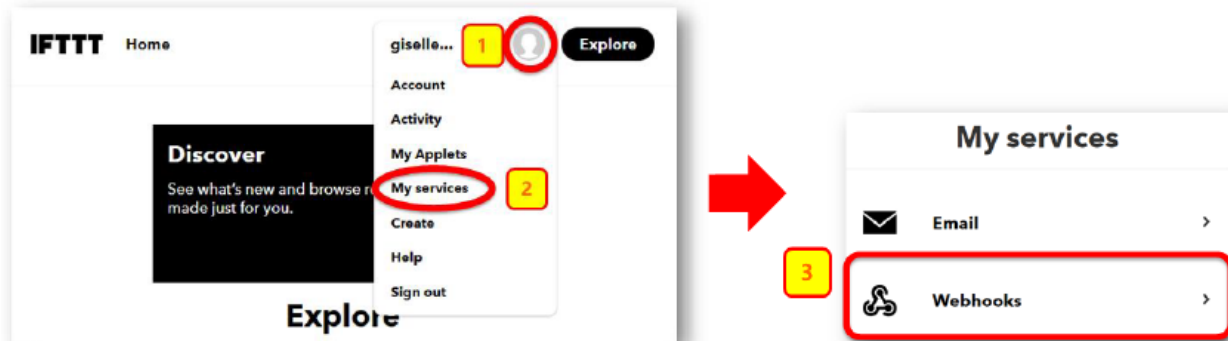 IFTTT Home giselle... 1 Explore
Account
Activity
My Applets
My services 2
Create
Help
Sign out
Discover
See what's new and browse r
made just for you.
Explore
My services
Email
3
Webhooks